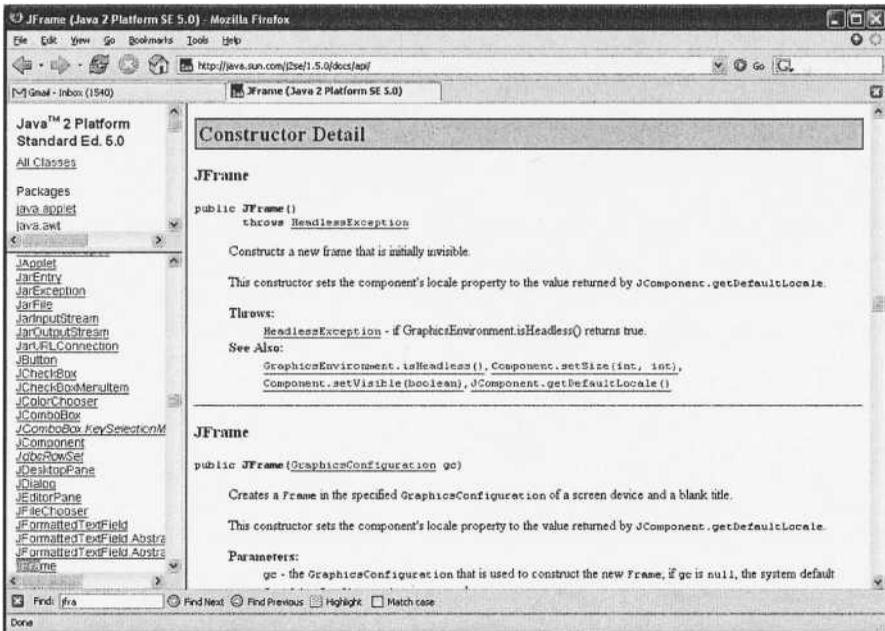 JFrame (Java 2 Platform SE 5.0) - Mozilla Firefox
File Edit View Go Bookmarks Tools Help
http://java.sun.com/j2se/1.5.0/docs/api/
Go
Gmail - Inbox (1540)
JFrame (Java 2 Platform SE 5.0)
Java™ 2 Platform
Standard Ed. 5.0
All Classes
Packages
java.applet
java.awt
JApplet
JarEntry
JarException
JarFile
JarInputStream
JarOutputStream
JarURLConnection
JButton
JCheckBox
JCheckBoxMenuItem
JColorChooser
JComboBox
JComboBox.KeySelectionM
JComponent
JdbcRowSet
JDesktopPane
JDialog
JEditorPane
JFileChooser
JFormattedTextField
JFormattedTextField.Abstra
JFormattedTextField.Abstra
JFrame
Constructor Detail
JFrame
public JFrame()
throws HeadlessException
Constructs a new frame that is initially invisible.
This constructor sets the component's locale property to the value returned by JComponent.getDefaultLocale.
Throws:
HeadlessException - if GraphicsEnvironment.isHeadless() returns true.
See Also:
GraphicsEnvironment.isHeadless(), Component.setSize(int, int),
Component.setVisible(boolean), JComponent.getDefaultLocale()
JFrame
public JFrame(GraphicsConfiguration gc)
Creates a Frame in the specified GraphicsConfiguration of a screen device and a blank title.
This constructor sets the component's locale property to the value returned by JComponent.getDefaultLocale.
Parameters:
gc - the GraphicsConfiguration that is used to construct the new Frame; if gc is null, the system default
Find: jfra Find Next Find Previous Highlight Match case
Done